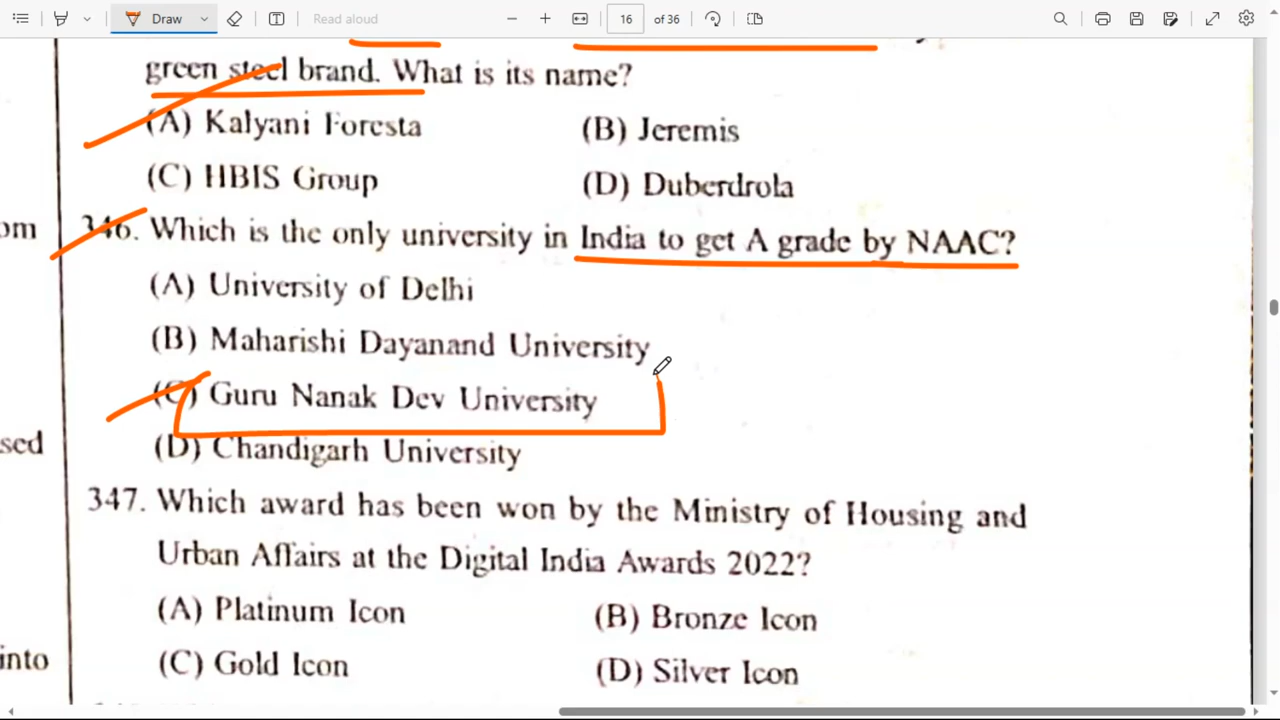 Draw
Read aloud
16 of 36
green steel brand. What is its name?
(A) Kalyani Foresta (B) Jeremis
(C) HBIS Group (D) Duberdrola
om 346. Which is the only university in India to get A grade by NAAC?
(A) University of Delhi
(B) Maharishi Dayanand University
(C) Guru Nanak Dev University
sed (D) Chandigarh University
347. Which award has been won by the Ministry of Housing and
Urban Affairs at the Digital India Awards 2022?
(A) Platinum Icon (B) Bronze Icon
into (C) Gold Icon (D) Silver Icon